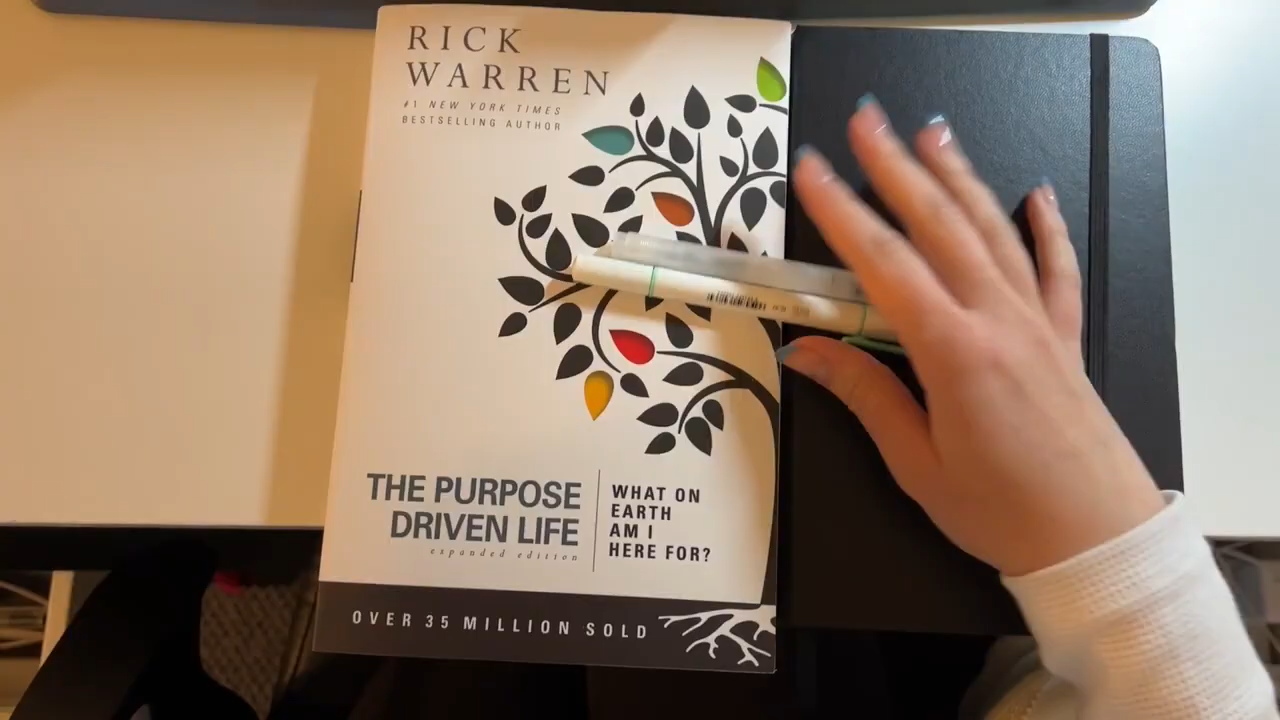 RICK
WARREN
#1 NEW YORK TIMES
BESTSELLING AUTHOR
THE PURPOSE
DRIVEN LIFE
expanded edition
WHAT ON
EARTH
AM I
HERE FOR?
OVER 35 MILLION SOLD